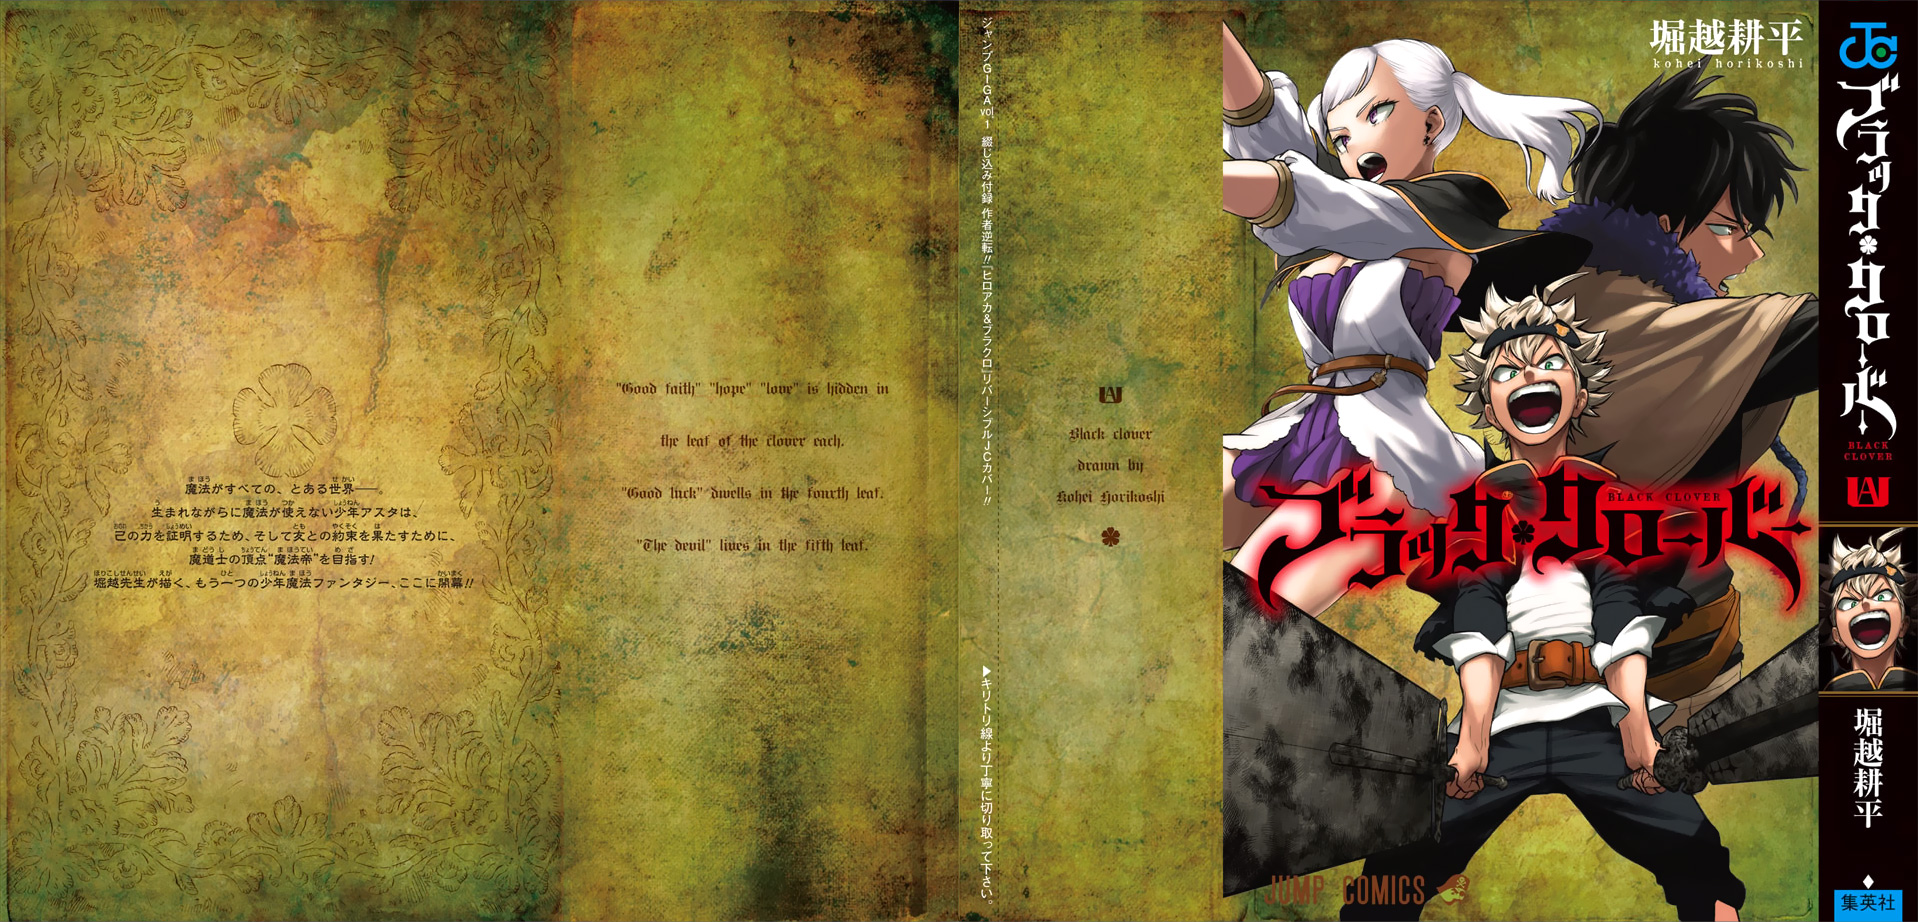 魔法がすべての、とある世界──。
生まれながらに魔法が使えない少年アスタは、
己の力を証明するため、そして友との約束を果たすために、
魔道士の頂点“魔法帝”を目指す!
堀越先生が描く、もう一つの少年魔法ファンタジー、ここに開幕!!
"Good faith" "hope" "love" is hidden in
the leaf of the clover each.
"Good luck" dwells in the fourth leaf.
"The devil" lives in the fifth leaf.
ジャンプGIGA vol.1 綴じ込み付録 作者逆転!!「ヒロアカ&ブラクロ」リバーシブルJCカバー!!
▶キリトリ線より丁寧に切り取って下さい。
UA
Black clover
drawn by
Kohei Horikoshi
堀越耕平
kohei horikoshi
ブラッククローバー
BLACK CLOVER
JUMP COMICS
JC
ブラック・クローバー
BLACK
CLOVER
UA
堀越耕平
集英社